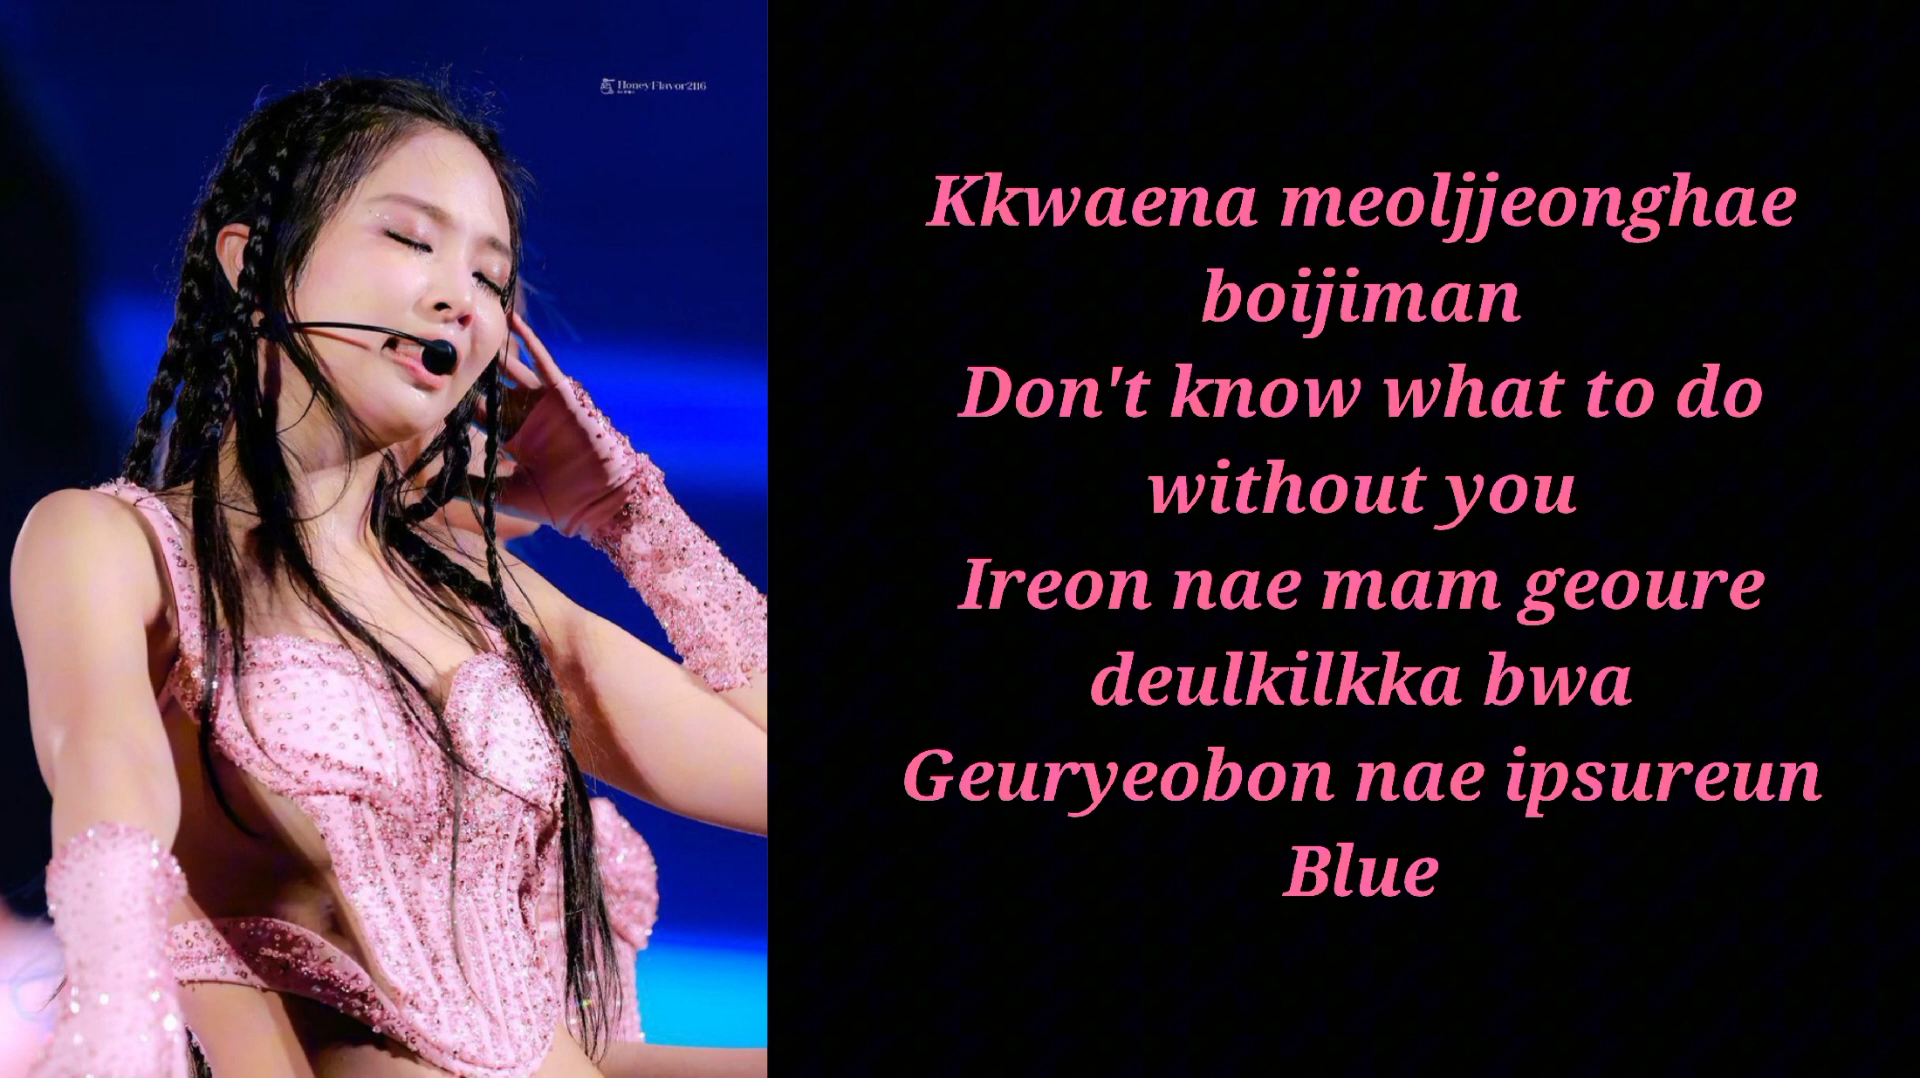 HoneyFlavor2116
Kkwaena meoljjeonghae
boijiman
Don't know what to do
without you
Ireon nae mam geoure
deulkilkka bwa
Geuryeobon nae ipsureun
Blue